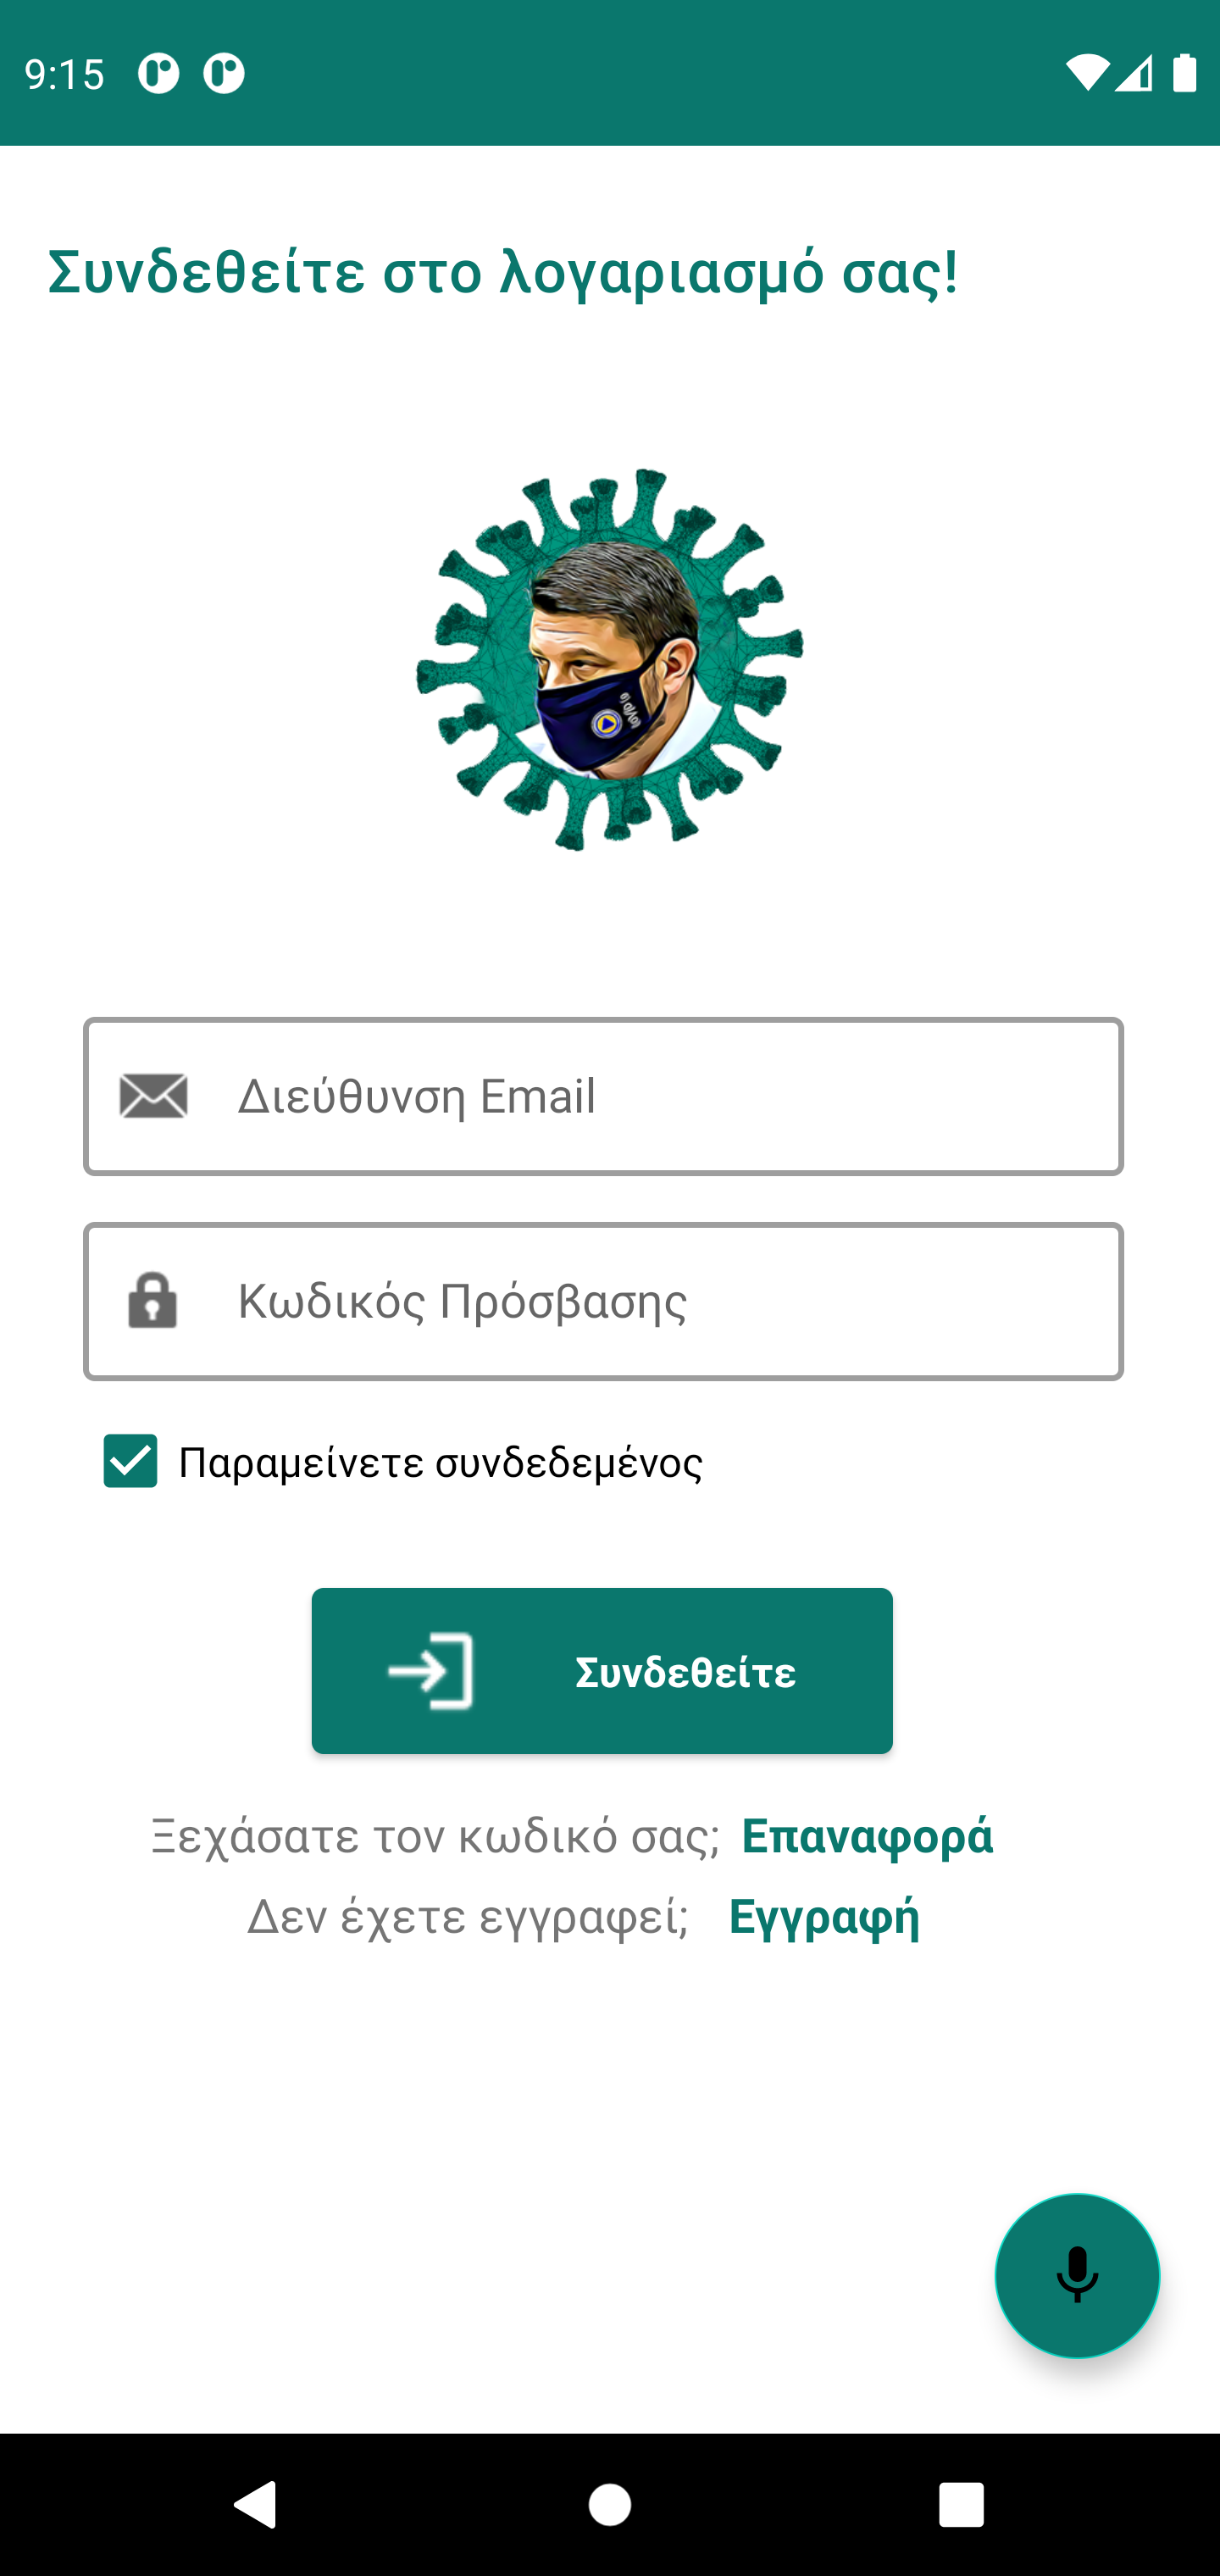 9:15
Συνδεθείτε στο λογαριασμό σας!
Διεύθυνση Email
Κωδικός Πρόσβασης
Παραμείνετε συνδεδεμένος
Συνδεθείτε
Ξεχάσατε τον κωδικό σας; Επαναφορά
Δεν έχετε εγγραφεί; Εγγραφή